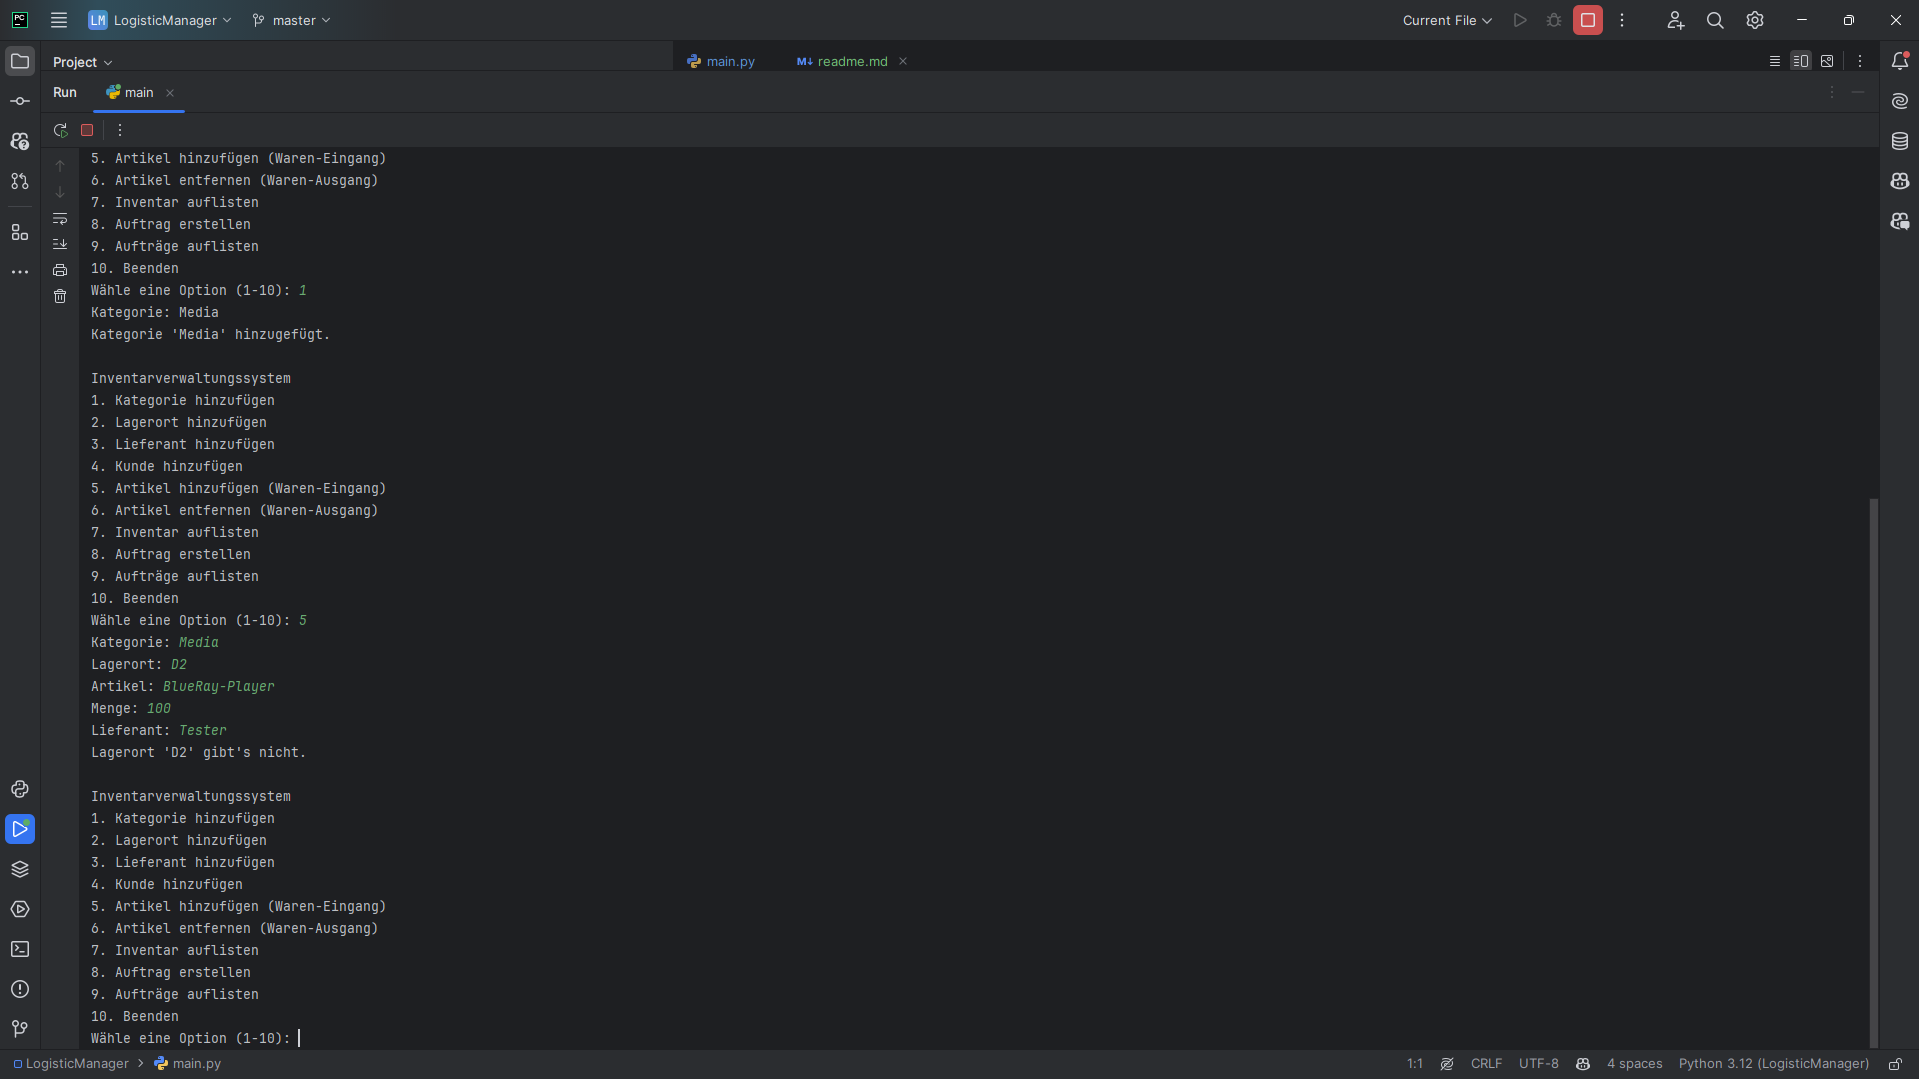 LM LogisticManager master Current File
Project main.py readme.md
Run main
5. Artikel hinzufügen (Waren-Eingang)
6. Artikel entfernen (Waren-Ausgang)
7. Inventar auflisten
8. Auftrag erstellen
9. Aufträge auflisten
10. Beenden
Wähle eine Option (1-10): 1
Kategorie: Media
Kategorie 'Media' hinzugefügt.
Inventarverwaltungssystem
1. Kategorie hinzufügen
2. Lagerort hinzufügen
3. Lieferant hinzufügen
4. Kunde hinzufügen
5. Artikel hinzufügen (Waren-Eingang)
6. Artikel entfernen (Waren-Ausgang)
7. Inventar auflisten
8. Auftrag erstellen
9. Aufträge auflisten
10. Beenden
Wähle eine Option (1-10): 5
Kategorie: Media
Lagerort: D2
Artikel: BlueRay-Player
Menge: 100
Lieferant: Tester
Lagerort 'D2' gibt's nicht.
Inventarverwaltungssystem
1. Kategorie hinzufügen
2. Lagerort hinzufügen
3. Lieferant hinzufügen
4. Kunde hinzufügen
5. Artikel hinzufügen (Waren-Eingang)
6. Artikel entfernen (Waren-Ausgang)
7. Inventar auflisten
8. Auftrag erstellen
9. Aufträge auflisten
10. Beenden
Wähle eine Option (1-10):
LogisticManager > main.py 1:1 CRLF UTF-8 4 spaces Python 3.12 (LogisticManager)